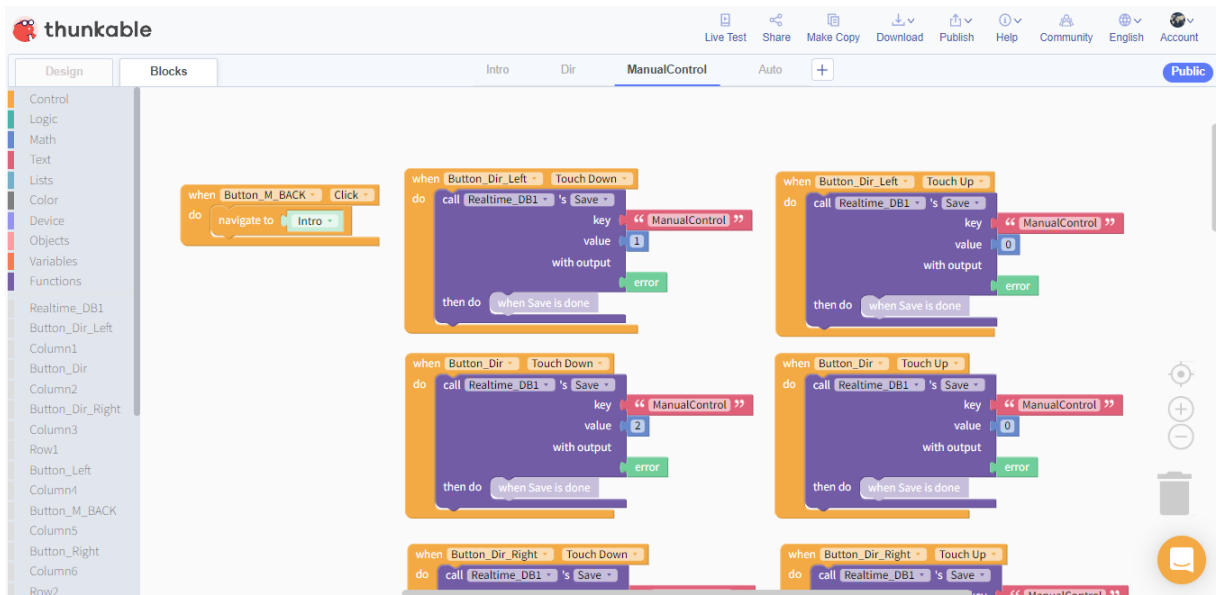 thunkable
Live Test Share Make Copy Download Publish Help Community English Account
Design Blocks Intro Dir ManualControl Auto + Public
Control
Logic
Math
Text
Lists
Color
Device
Objects
Variables
Functions
Realtime_DB1
Button_Dir_Left
Column1
Button_Dir
Column2
Button_Dir_Right
Column3
Row1
Button_Left
Column4
Button_M_BACK
Column5
Button_Right
Column6
Row2
when Button_M_BACK Click
do navigate to Intro
when Button_Dir_Left Touch Down
do call Realtime_DB1 's Save
key “ ManualControl ”
value 1
with output
error
then do when Save is done
when Button_Dir_Left Touch Up
do call Realtime_DB1 's Save
key “ ManualControl ”
value 0
with output
error
then do when Save is done
when Button_Dir Touch Down
do call Realtime_DB1 's Save
key “ ManualControl ”
value 2
with output
error
then do when Save is done
when Button_Dir Touch Up
do call Realtime_DB1 's Save
key “ ManualControl ”
value 0
with output
error
then do when Save is done
when Button_Dir_Right Touch Down
do call Realtime_DB1 's Save
when Button_Dir_Right Touch Up
do call Realtime_DB1 's Save
key “ ManualControl ”